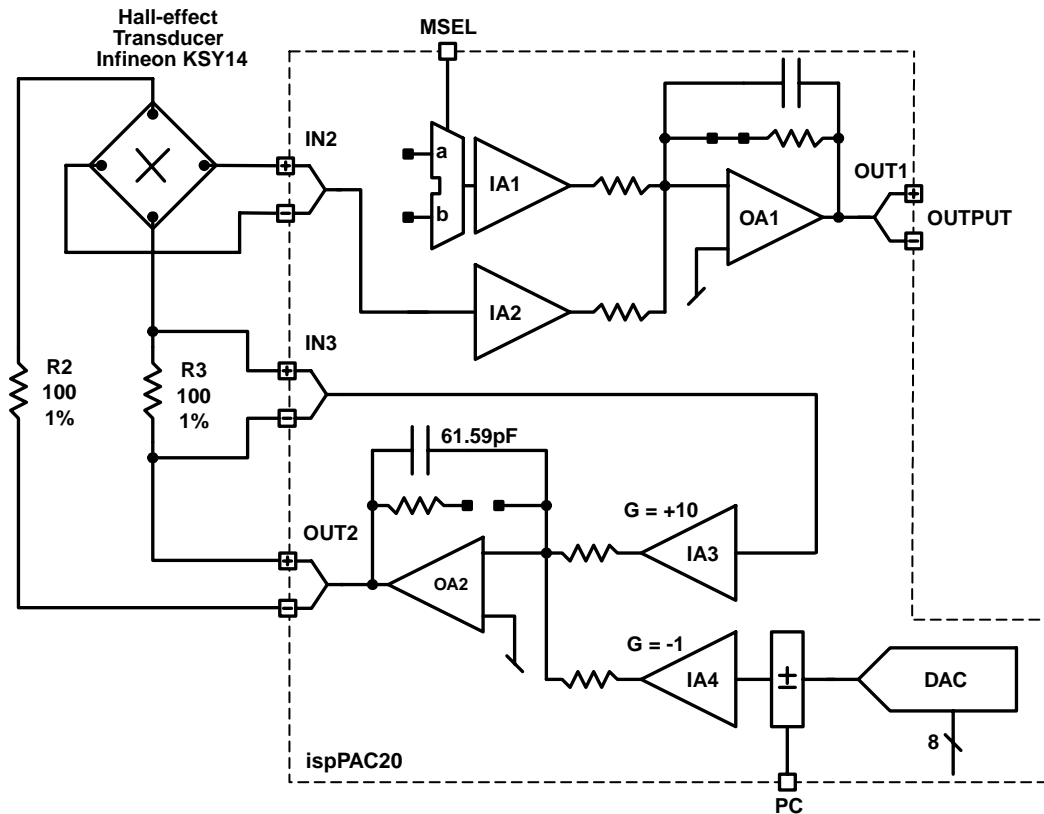 Hall-effect
Transducer
Infineon KSY14
MSEL
IN2
+
-
a
b
IA1
OA1
OUT1
+
-
OUTPUT
IA2
R2
100
1%
R3
100
1%
IN3
+
-
61.59pF
OUT2
+
-
OA2
G = +10
IA3
G = -1
IA4
±
DAC
8
ispPAC20
PC